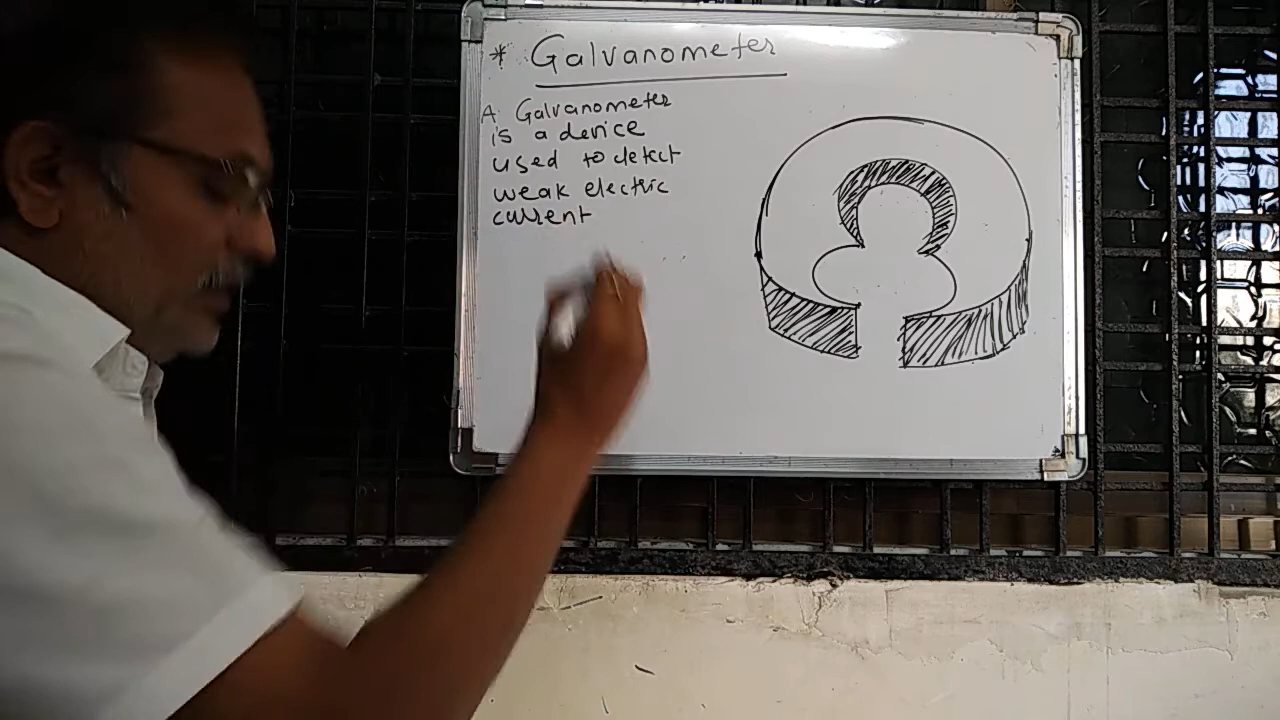 * Galvanometer
A Galvanometer
is a device
used to detect
weak electric
current